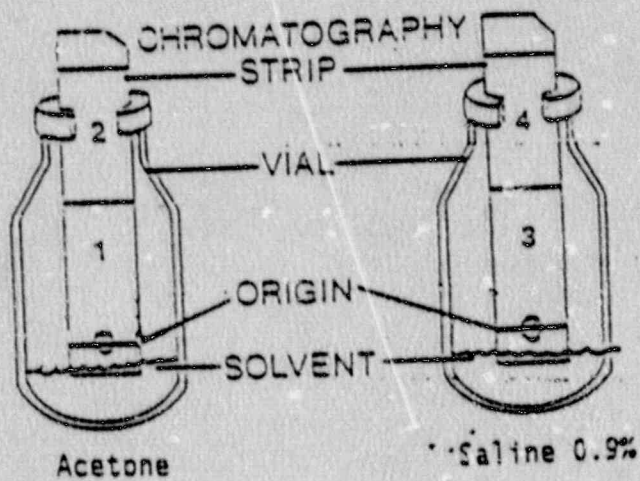 CHROMATOGRAPHY
STRIP
2
4
VIAL
1
3
ORIGIN
SOLVENT
Acetone
Saline 0.9%